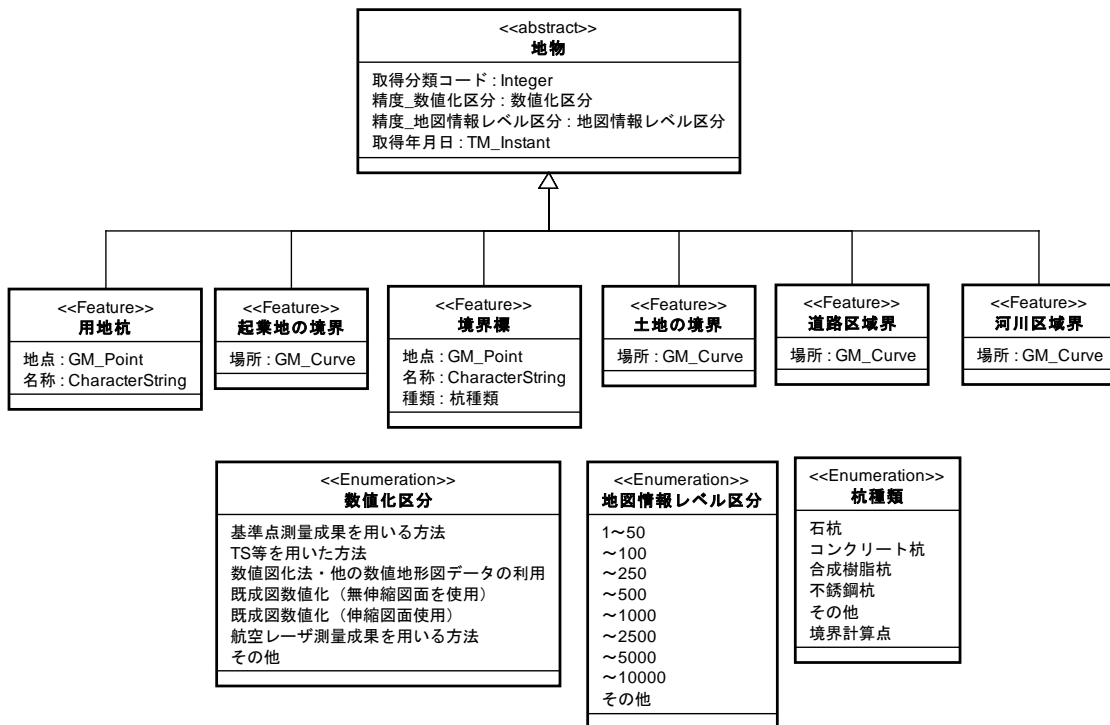 <<abstract>>
地物
取得分類コード : Integer
精度_数値化区分 : 数値化区分
精度_地図情報レベル区分 : 地図情報レベル区分
取得年月日 : TM_Instant
<<Feature>>
用地杭
地点 : GM_Point
名称 : CharacterString
<<Feature>>
起業地の境界
場所 : GM_Curve
<<Feature>>
境界標
地点 : GM_Point
名称 : CharacterString
種類 : 杭種類
<<Feature>>
土地の境界
場所 : GM_Curve
<<Feature>>
道路区域界
場所 : GM_Curve
<<Feature>>
河川区域界
場所 : GM_Curve
<<Enumeration>>
数値化区分
基準点測量成果を用いる方法
TS等を用いた方法
数値図化法・他の数値地形図データの利用
既成図数値化（無伸縮図面を使用）
既成図数値化（伸縮図面使用）
航空レーザ測量成果を用いる方法
その他
<<Enumeration>>
地図情報レベル区分
1～50
～100
～250
～500
～1000
～2500
～5000
～10000
その他
<<Enumeration>>
杭種類
石杭
コンクリート杭
合成樹脂杭
不銹鋼杭
その他
境界計算点